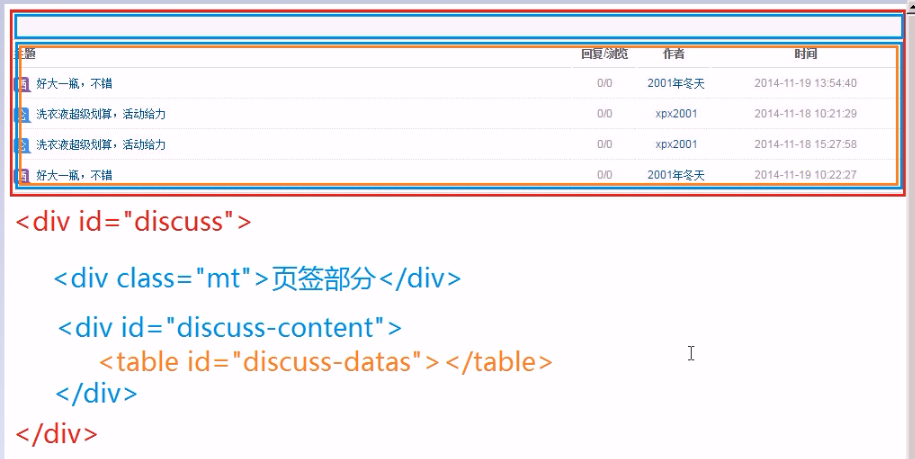 主题 回复/浏览 作者 时间
好大一瓶，不错 0/0 2001年冬天 2014-11-19 13:54:40
洗衣液超级划算，活动给力 0/0 xpx2001 2014-11-18 10:21:29
洗衣液超级划算，活动给力 0/0 xpx2001 2014-11-18 15:27:58
好大一瓶，不错 0/0 2001年冬天 2014-11-19 10:22:27
<div id="discuss">
<div class="mt">页签部分</div>
<div id="discuss-content">
<table id="discuss-datas"></table>
</div>
</div>